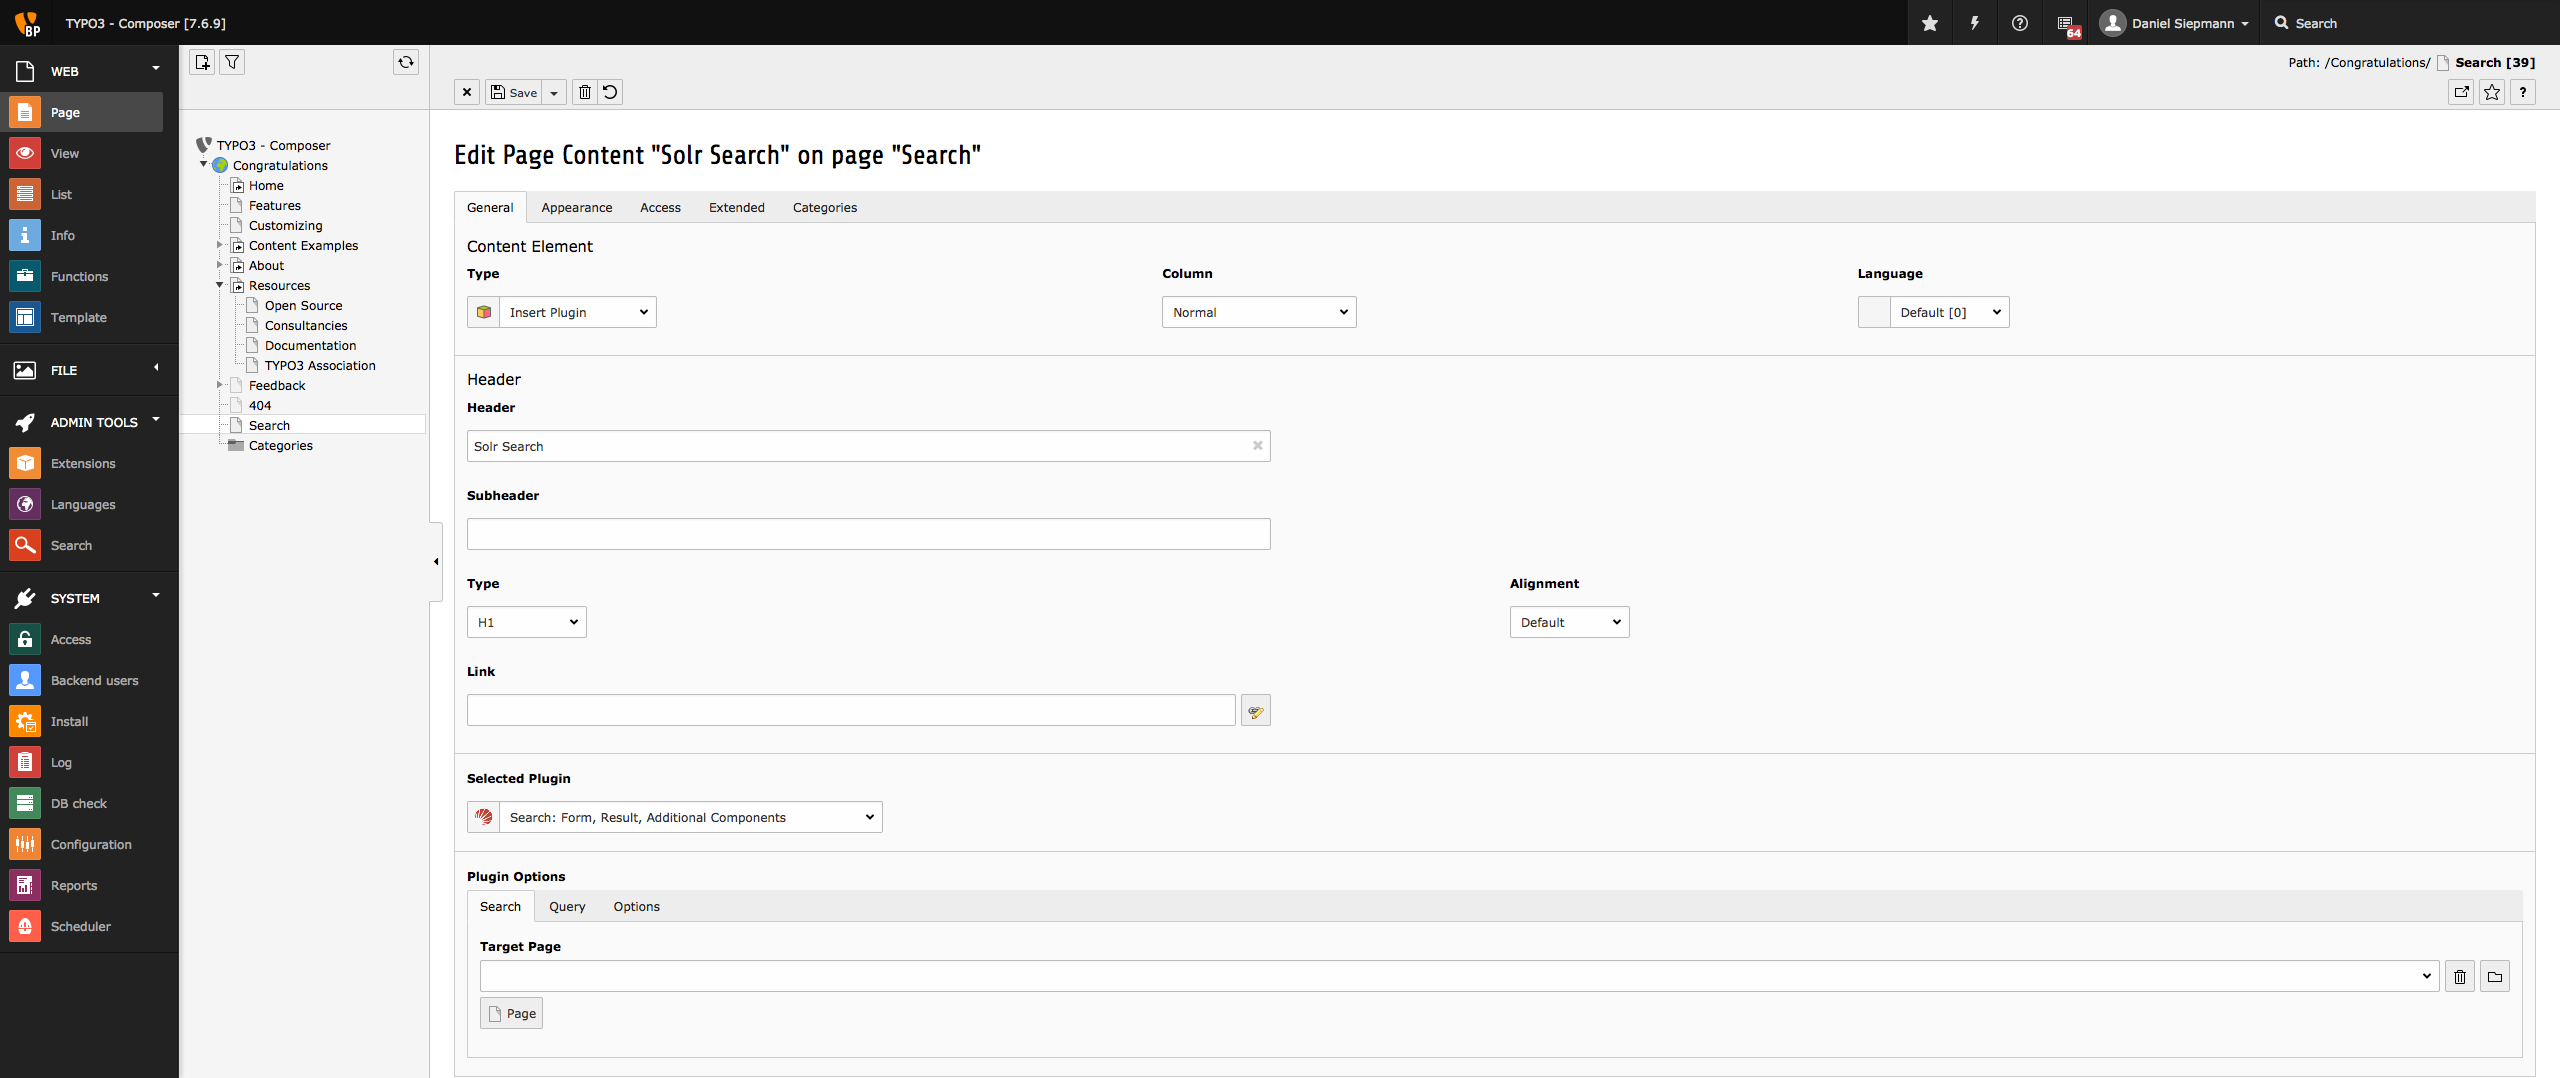 BP
TYPO3 - Composer [7.6.9]
64
Daniel Siepmann
Search
WEB
Page
View
List
Info
Functions
Template
FILE
ADMIN TOOLS
Extensions
Languages
Search
SYSTEM
Access
Backend users
Install
Log
DB check
Configuration
Reports
Scheduler
TYPO3 - Composer
Congratulations
Home
Features
Customizing
Content Examples
About
Resources
Open Source
Consultancies
Documentation
TYPO3 Association
Feedback
404
Search
Categories
Path: /Congratulations/ Search [39]
Save
?
Edit Page Content "Solr Search" on page "Search"
General Appearance Access Extended Categories
Content Element
Type Column Language
Insert Plugin Normal Default [0]
Header
Header
Solr Search
Subheader
Type Alignment
H1 Default
Link
Selected Plugin
Search: Form, Result, Additional Components
Plugin Options
Search Query Options
Target Page
Page